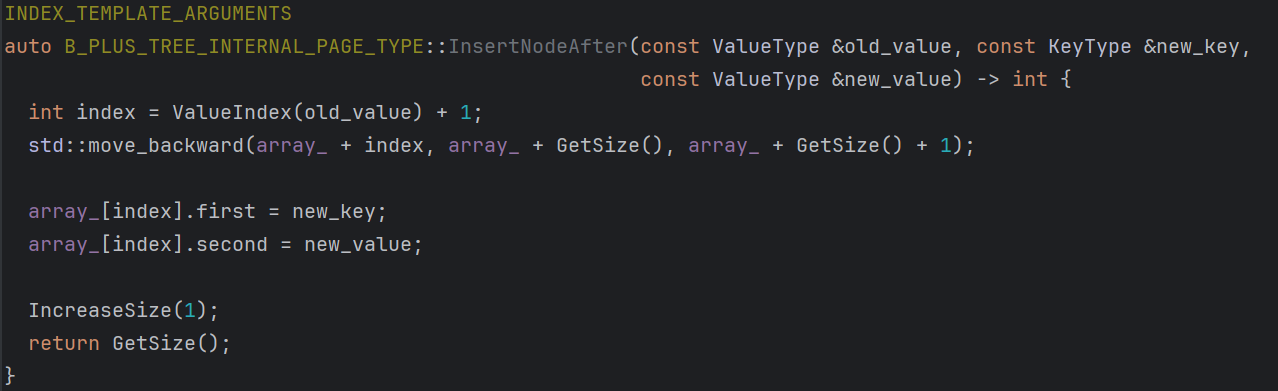 INDEX_TEMPLATE_ARGUMENTS
auto B_PLUS_TREE_INTERNAL_PAGE_TYPE::InsertNodeAfter(const ValueType &old_value, const KeyType &new_key,
                                                     const ValueType &new_value) -> int {
  int index = ValueIndex(old_value) + 1;
  std::move_backward(array_ + index, array_ + GetSize(), array_ + GetSize() + 1);

  array_[index].first = new_key;
  array_[index].second = new_value;

  IncreaseSize(1);
  return GetSize();
}